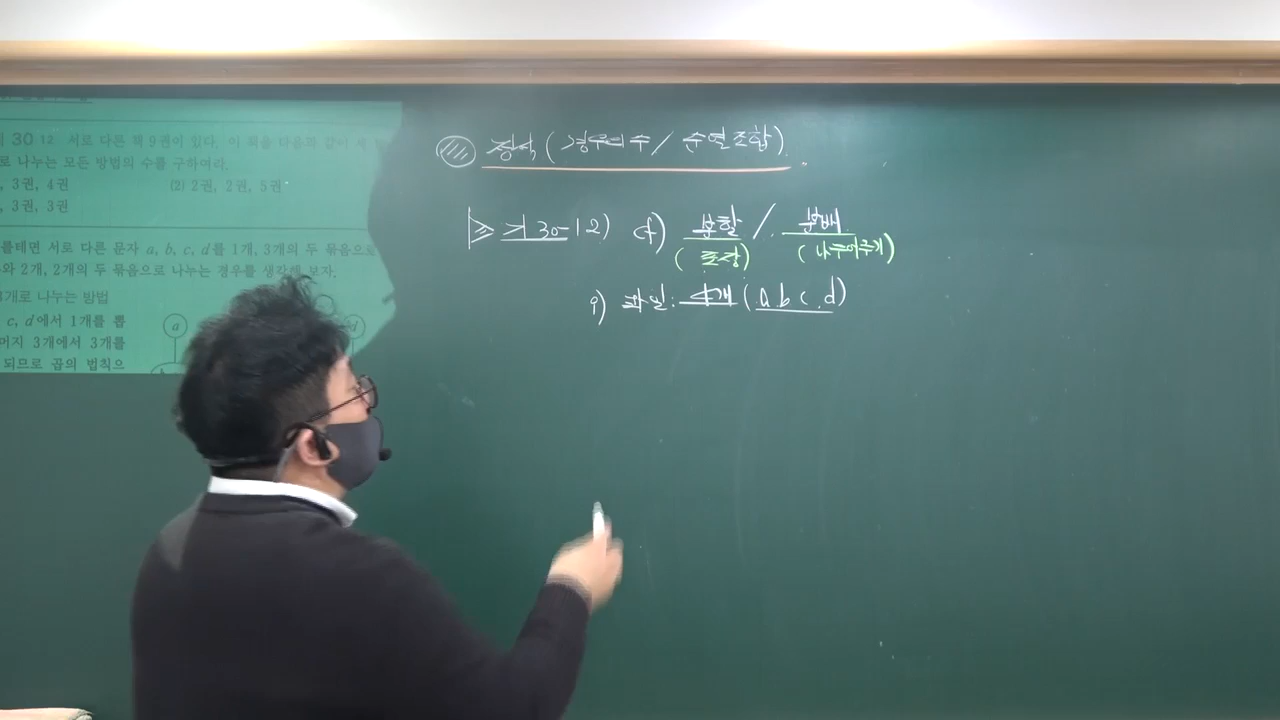 30 12 서로 다른 책 9권이 있다. 이 책을 다음과 같이 세
로 나누는 모든 방법의 수를 구하여라.
, 3권, 4권 (2) 2권, 2권, 5권
, 3권, 3권
를테면 서로 다른 문자 a, b, c, d를 1개, 3개의 두 묶음으로
와 2개, 2개의 두 묶음으로 나누는 경우를 생각해 보자.
개로 나누는 방법
c, d에서 1개를 뽑
머지 3개에서 3개를
되므로 곱의 법칙으
a
d
정석 (경우의 수 / 순열조합)
기 30-12) cf) 분할 / 분배
(포장) (나누어주기)
i) 과일: 4개 (a, b, c, d)